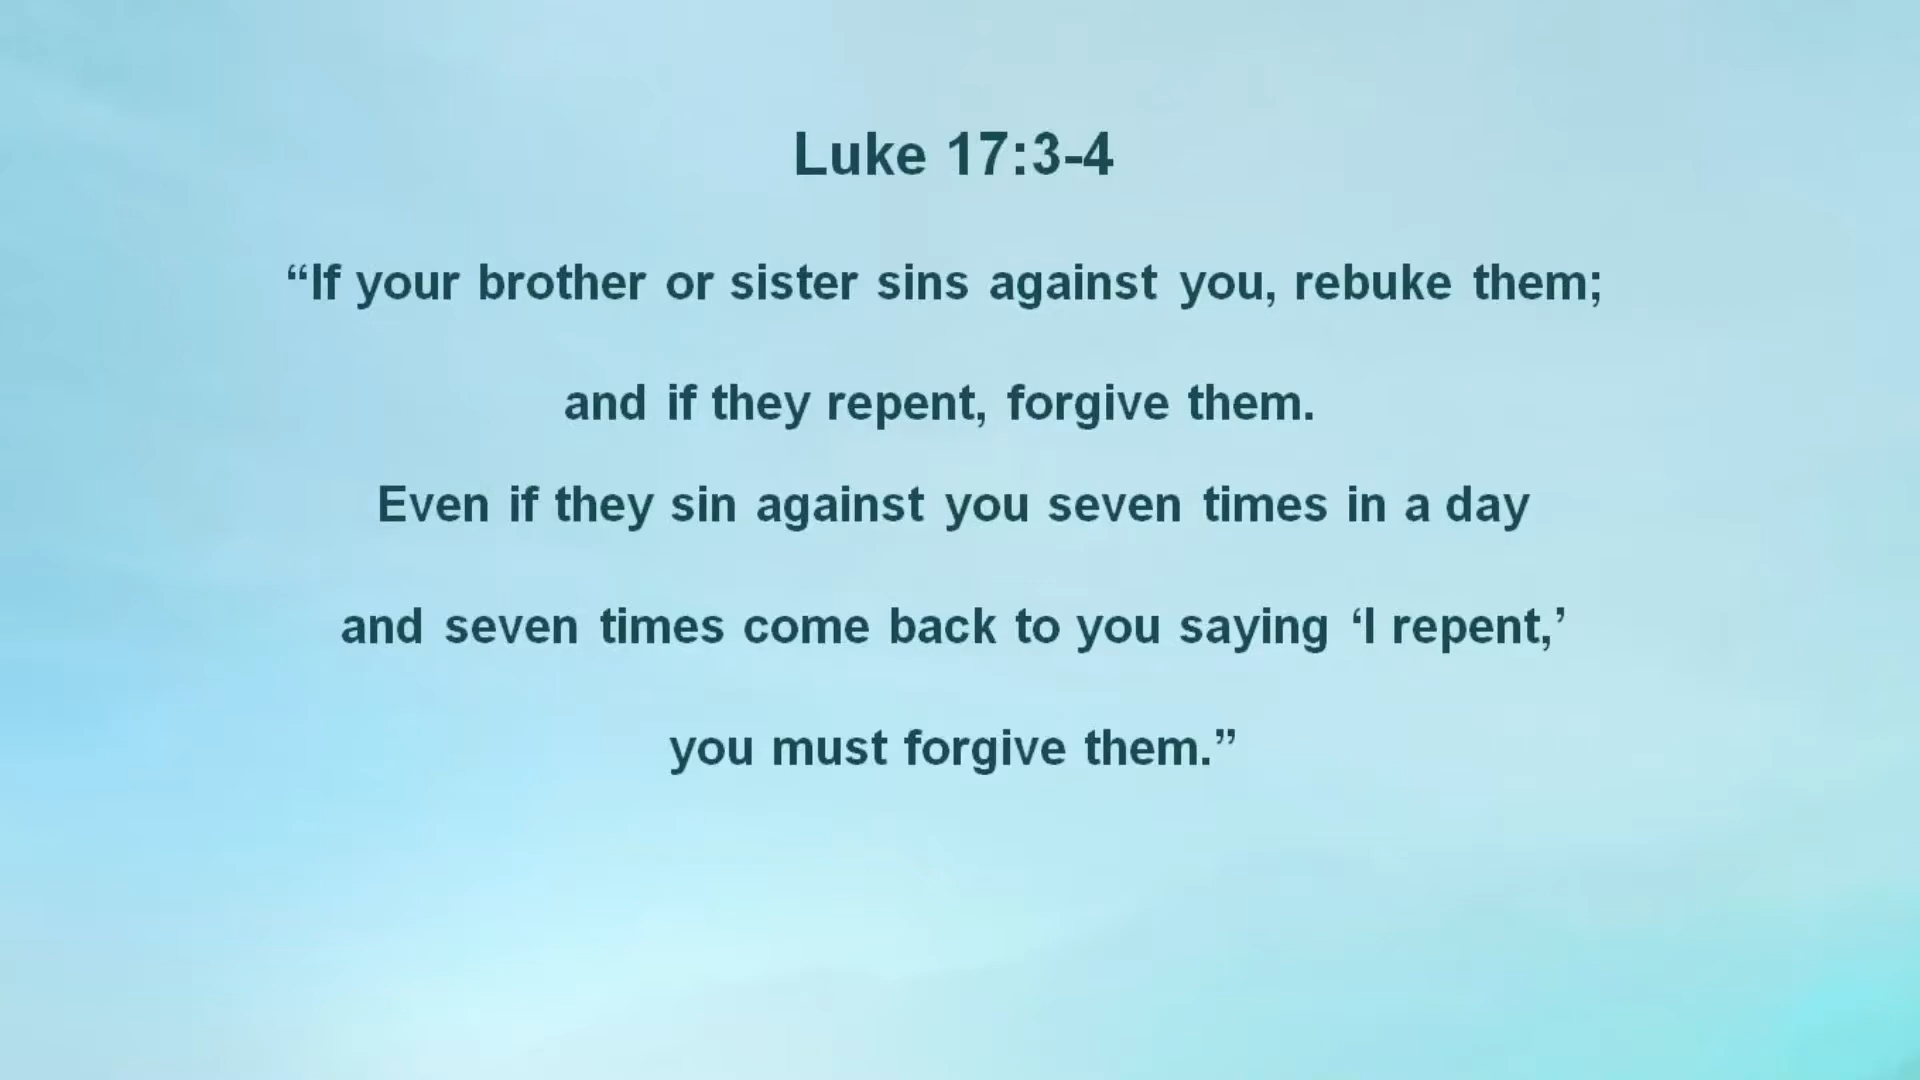 Luke 17:3-4
“If your brother or sister sins against you, rebuke them;
and if they repent, forgive them.
Even if they sin against you seven times in a day
and seven times come back to you saying ‘I repent,’
you must forgive them.”